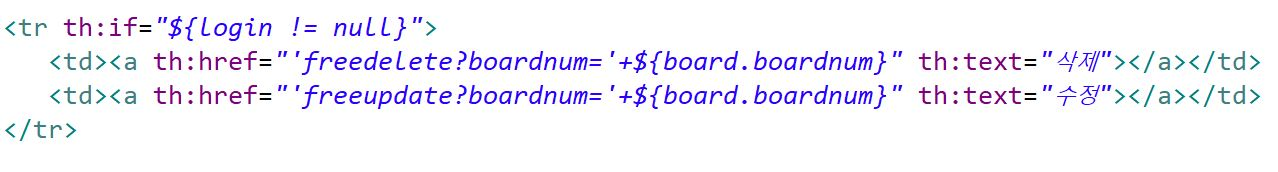 <tr th:if="${login != null}">
<td><a th:href="'freedelete?boardnum='+${board.boardnum}" th:text="삭제"></a></td>
<td><a th:href="'freeupdate?boardnum='+${board.boardnum}" th:text="수정"></a></td>
</tr>